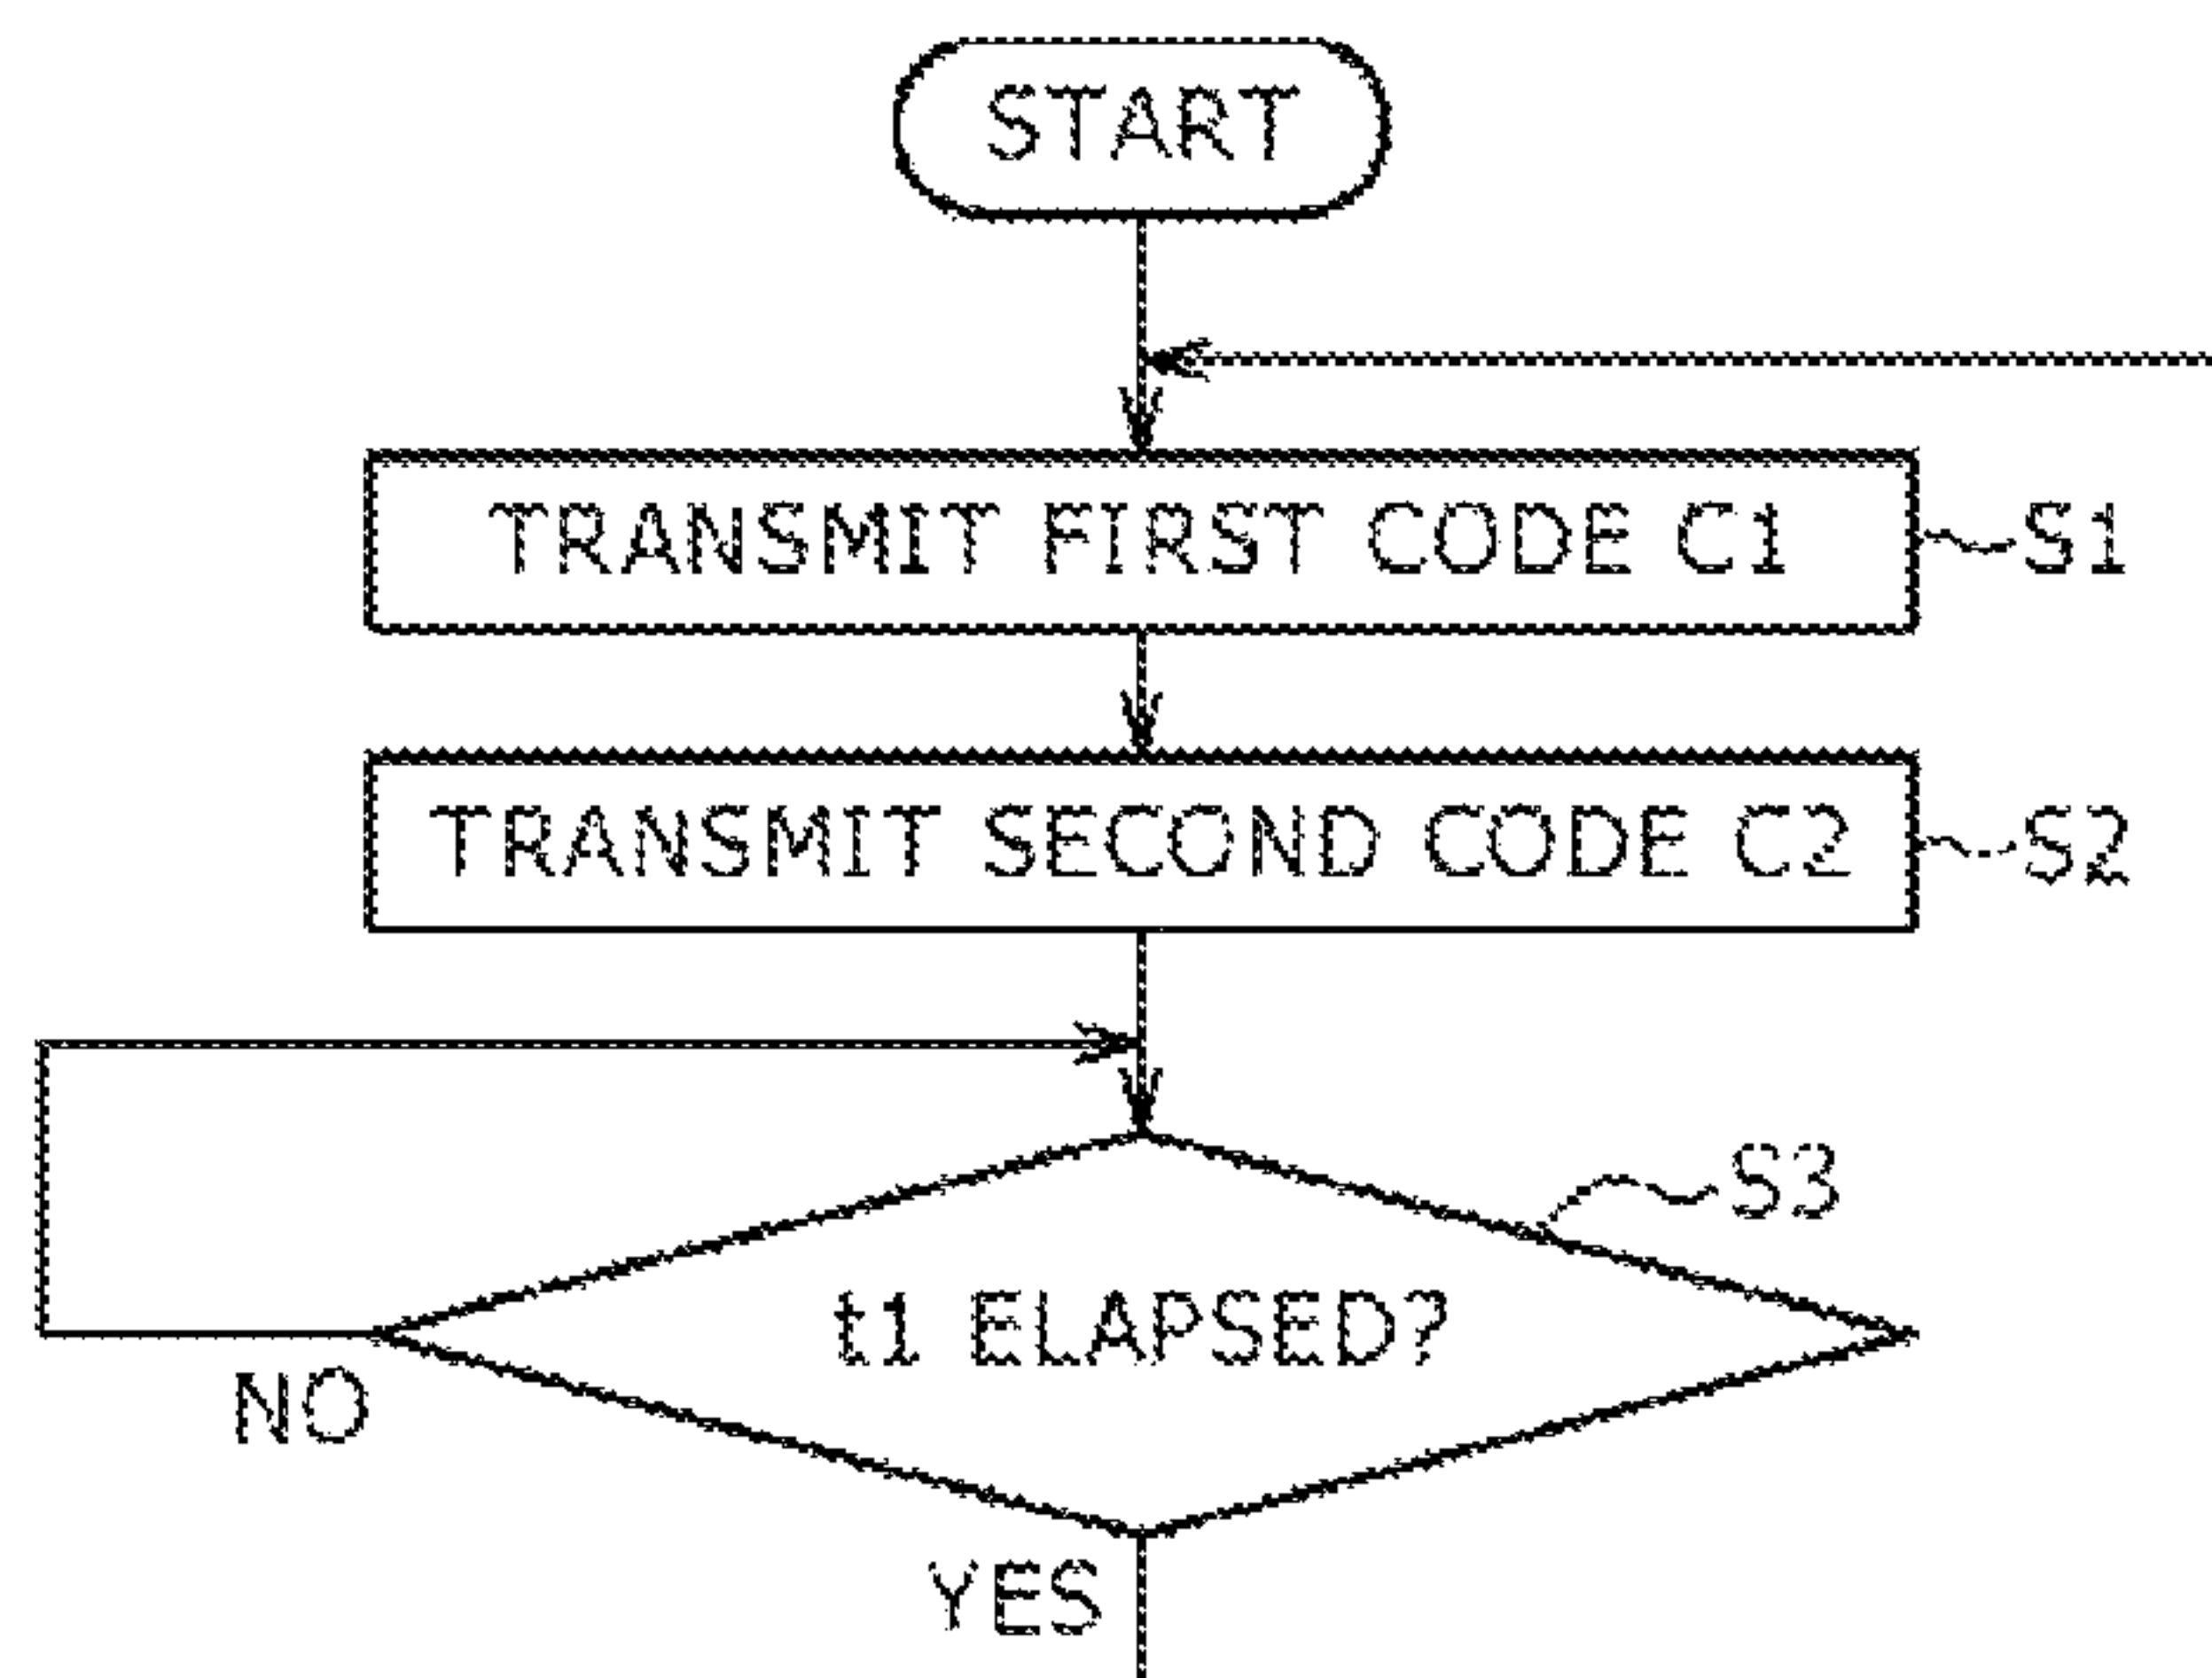 START
TRANSMIT FIRST CODE C1
S1
TRANSMIT SECOND CODE C2
S2
S3
t1 ELAPSED?
NO
YES